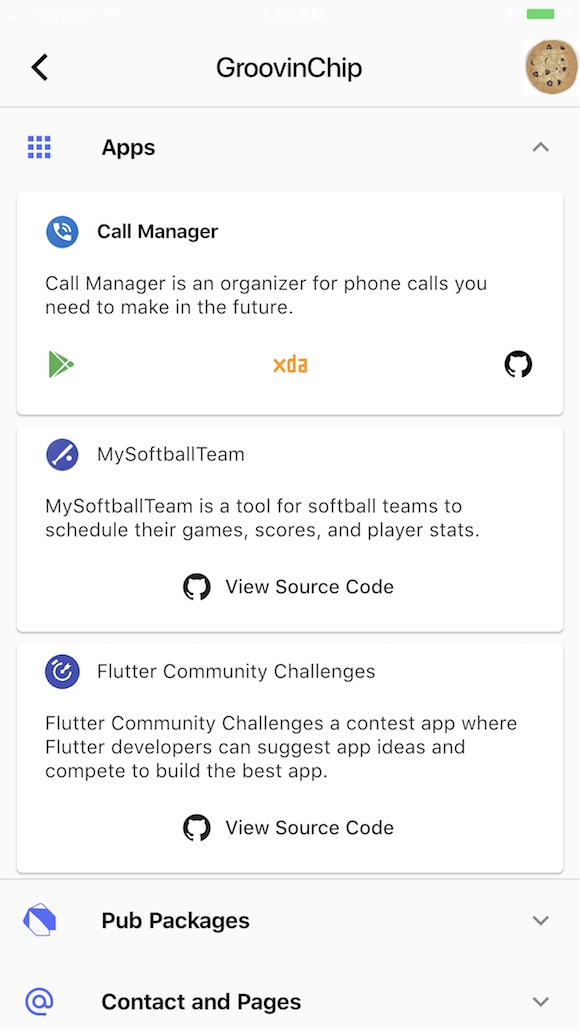 Verizon 7:10 AM
GroovinChip
Apps
Call Manager
Call Manager is an organizer for phone calls you
need to make in the future.
xda
MySoftballTeam
MySoftballTeam is a tool for softball teams to
schedule their games, scores, and player stats.
View Source Code
Flutter Community Challenges
Flutter Community Challenges a contest app where
Flutter developers can suggest app ideas and
compete to build the best app.
View Source Code
Pub Packages
Contact and Pages